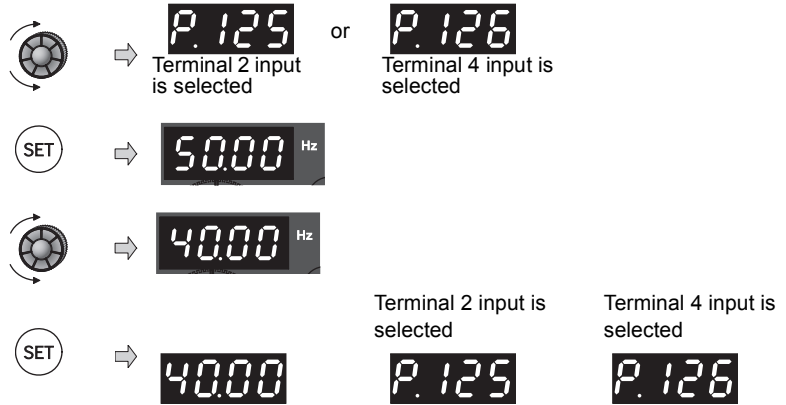 P.125 or P.126
Terminal 2 input
is selected
Terminal 4 input is
selected
SET
50.00 Hz
40.00 Hz
Terminal 2 input is
selected
Terminal 4 input is
selected
SET
40.00 P.125 P.126